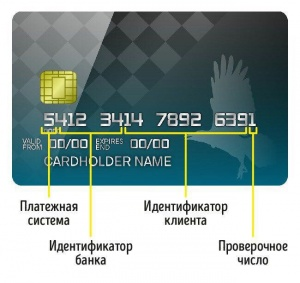 5412 3414 7892 6391
VALID FROM 00/00 EXPIRES END 00/00
CARDHOLDER NAME
Платежная система
Идентификатор клиента
Идентификатор банка
Проверочное число